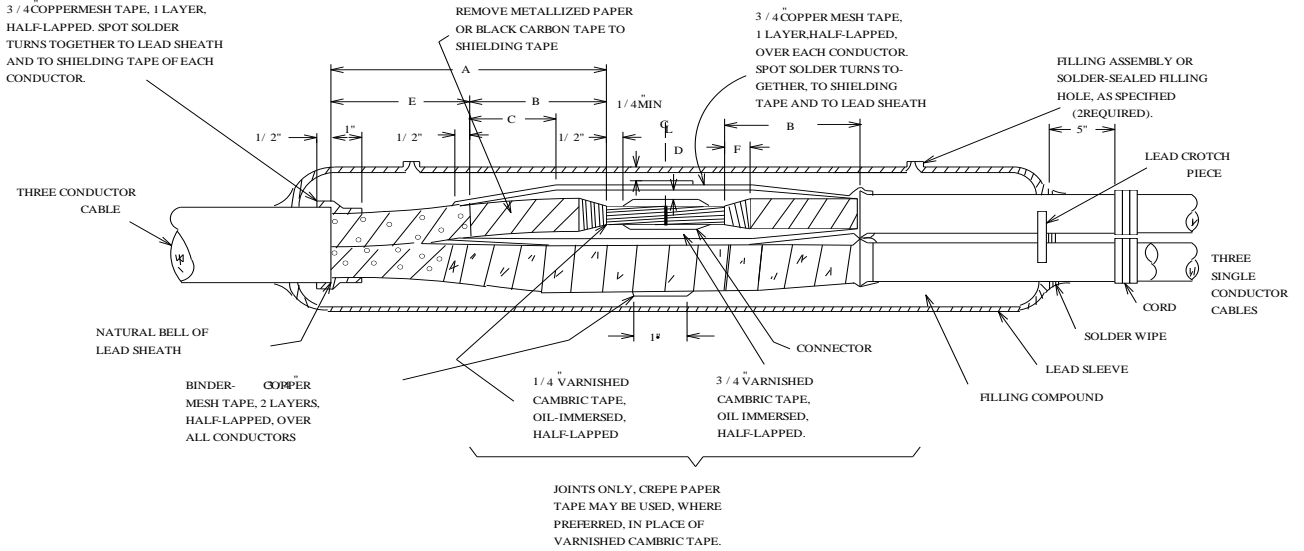 3 / 4"COPPERMESH TAPE, 1 LAYER,
HALF-LAPPED. SPOT SOLDER
TURNS TOGETHER TO LEAD SHEATH
AND TO SHIELDING TAPE OF EACH
CONDUCTOR.
REMOVE METALLIZED PAPER
OR BLACK CARBON TAPE TO
SHIELDING TAPE
3 / 4"COPPER MESH TAPE,
1 LAYER,HALF-LAPPED,
OVER EACH CONDUCTOR.
SPOT SOLDER TURNS TO-
GETHER, TO SHIELDING
TAPE AND TO LEAD SHEATH
FILLING ASSEMBLY OR
SOLDER-SEALED FILLING
HOLE, AS SPECIFIED
(2REQUIRED).
A
E
B
1/4"MIN
C
CL
D
B
F
1/ 2"
1"
1/ 2"
1/ 2"
5"
LEAD CROTCH
PIECE
THREE CONDUCTOR
CABLE
THREE
SINGLE
CONDUCTOR
CABLES
CORD
SOLDER WIPE
LEAD SLEEVE
FILLING COMPOUND
NATURAL BELL OF
LEAD SHEATH
1"
CONNECTOR
BINDER- 3/4" COPPER
MESH TAPE, 2 LAYERS,
HALF-LAPPED, OVER
ALL CONDUCTORS
1 / 4"VARNISHED
CAMBRIC TAPE,
OIL-IMMERSED,
HALF-LAPPED
3 / 4"VARNISHED
CAMBRIC TAPE,
OIL IMMERSED,
HALF-LAPPED.
JOINTS ONLY, CREPE PAPER
TAPE MAY BE USED, WHERE
PREFERRED, IN PLACE OF
VARNISHED CAMBRIC TAPE.